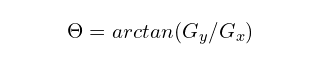 Θ = arctan(G_y/G_x)